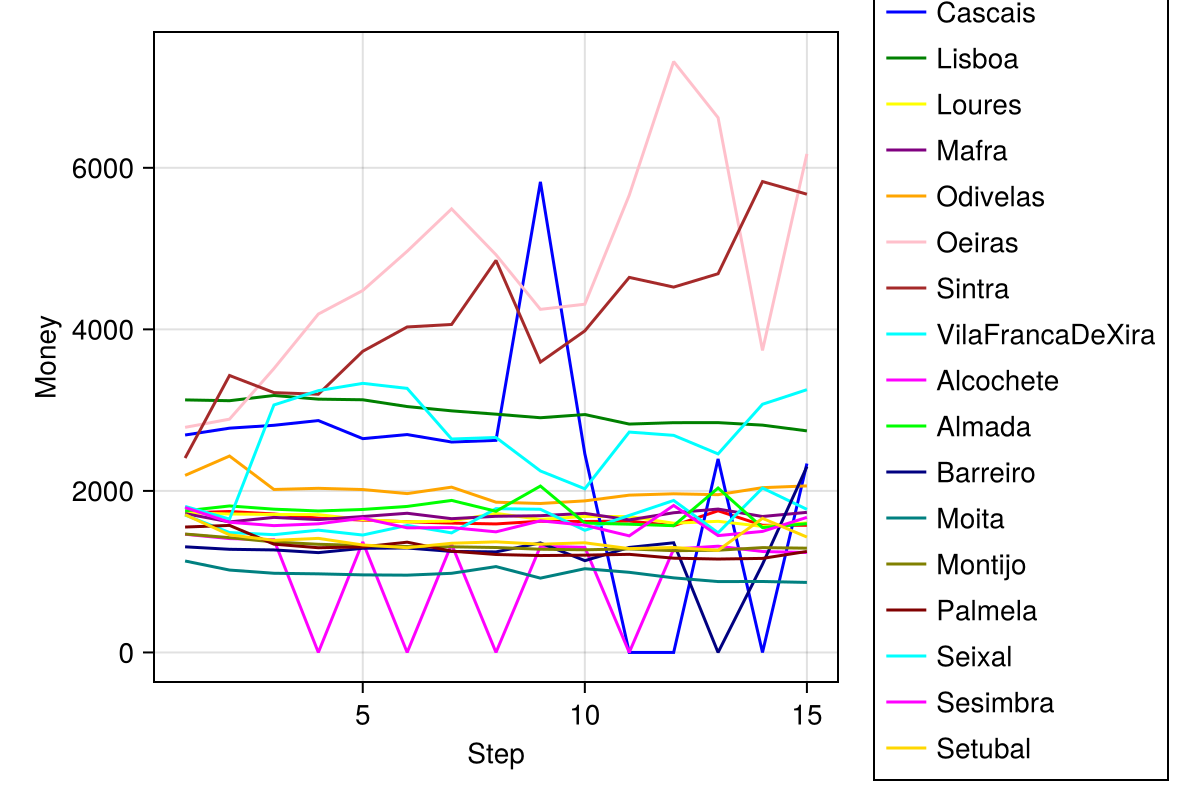 Cascais
Lisboa
Loures
Mafra
Odivelas
Oeiras
Sintra
VilaFrancaDeXira
Alcochete
Almada
Barreiro
Moita
Montijo
Palmela
Seixal
Sesimbra
Setubal
6000
4000
2000
0
Money
5 10 15
Step